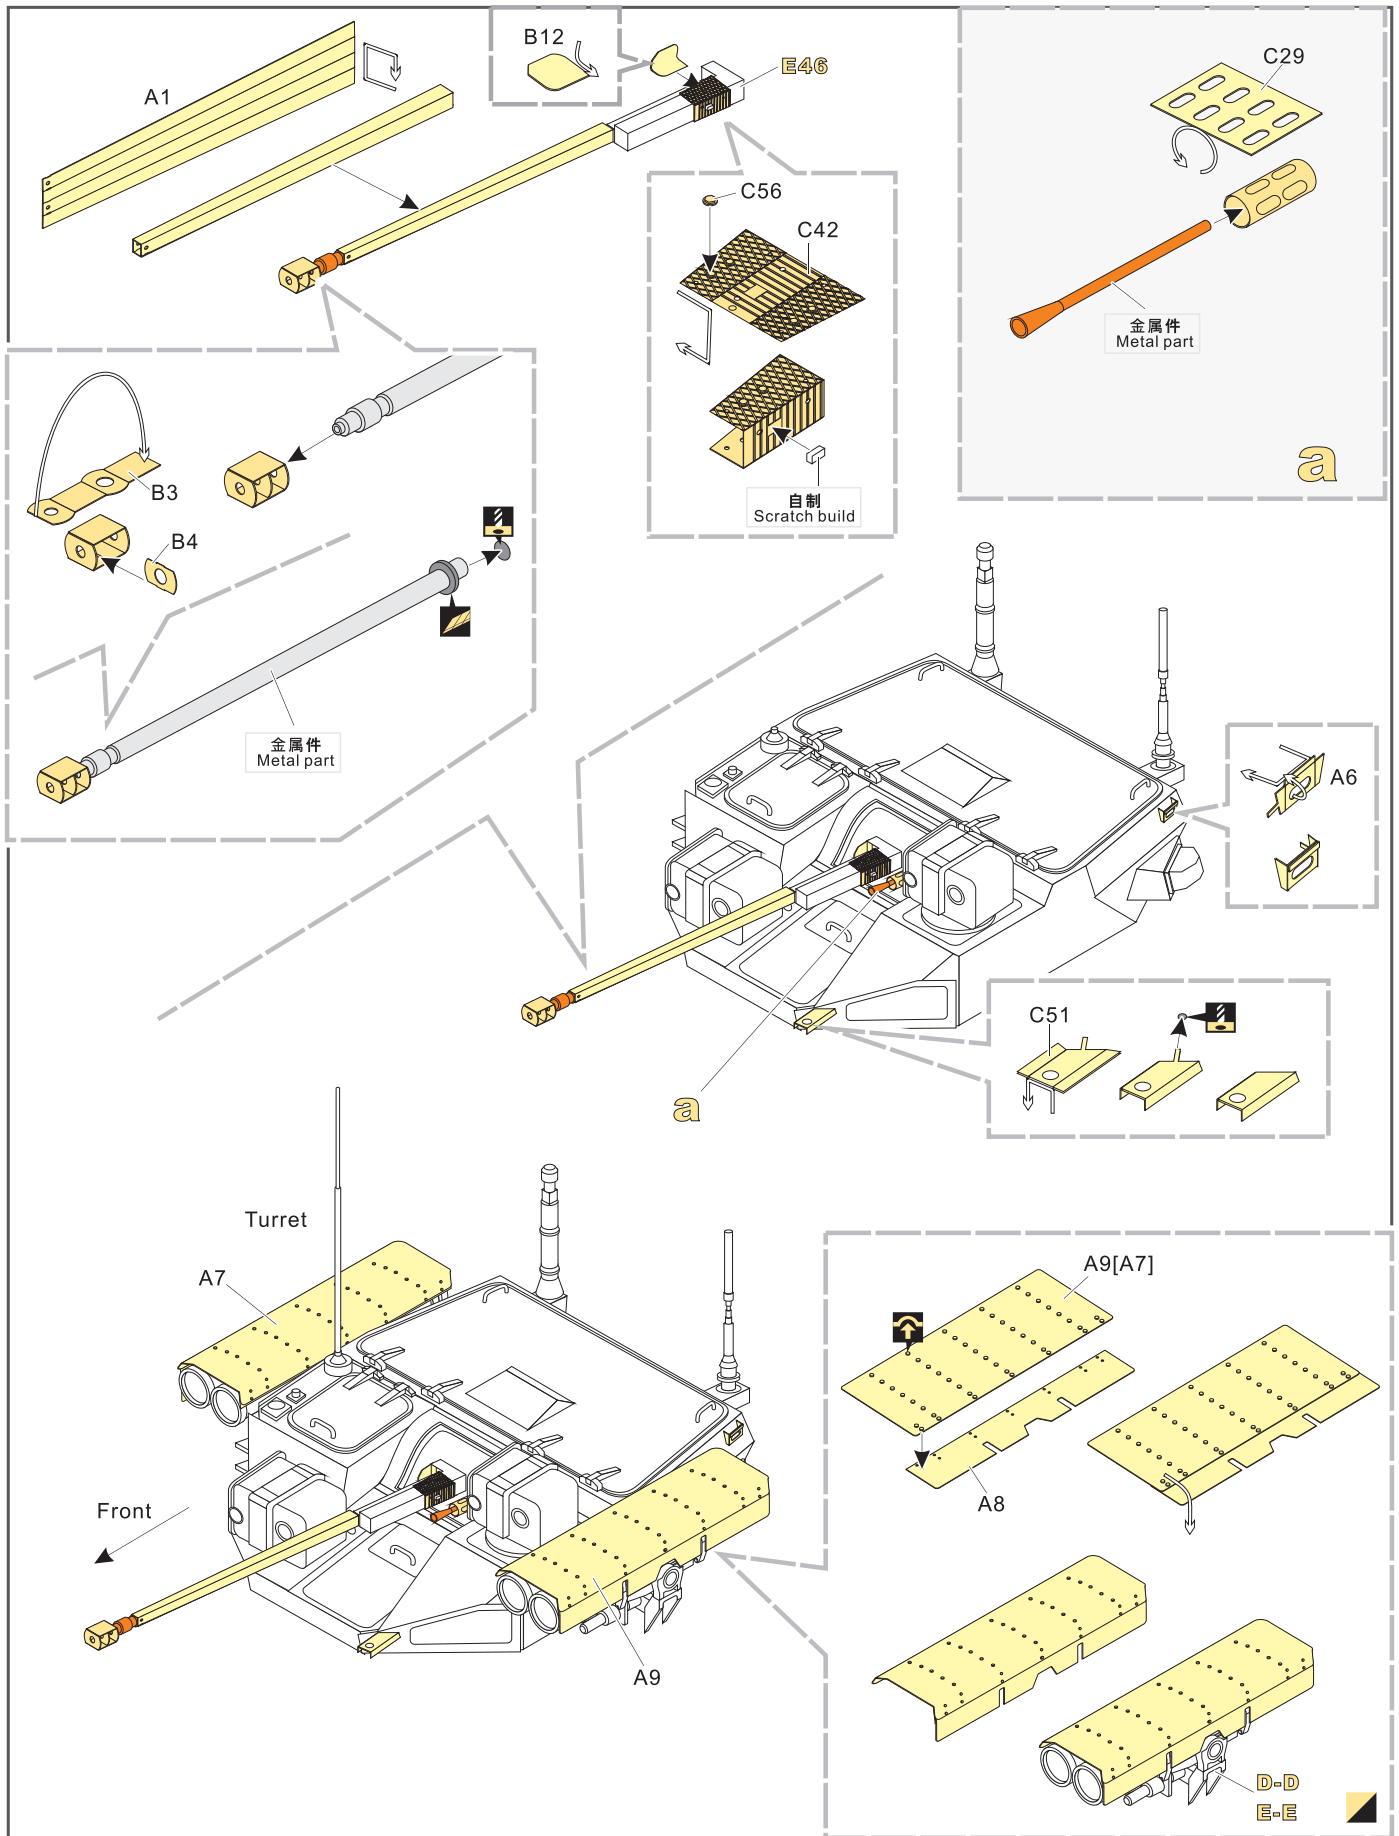 A1
B12
E46
C29
C56
C42
金属件
Metal part
a
B3
B4
自制
Scratch build
金属件
Metal part
A6
C51
a
Turret
A7
A9[A7]
A8
Front
A9
D-D
E-E